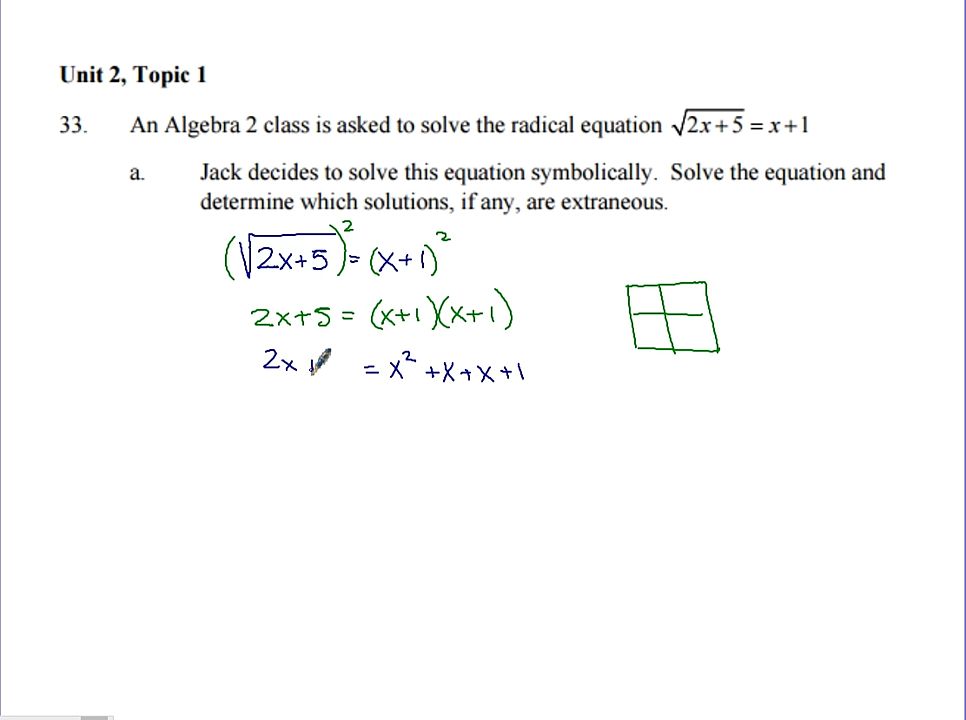 Unit 2, Topic 1
33. An Algebra 2 class is asked to solve the radical equation √(2x+5) = x+1
a. Jack decides to solve this equation symbolically. Solve the equation and
determine which solutions, if any, are extraneous.
(√(2x+5))² = (x+1)²
2x+5 = (x+1)(x+1)
2x = x² +x+x+1